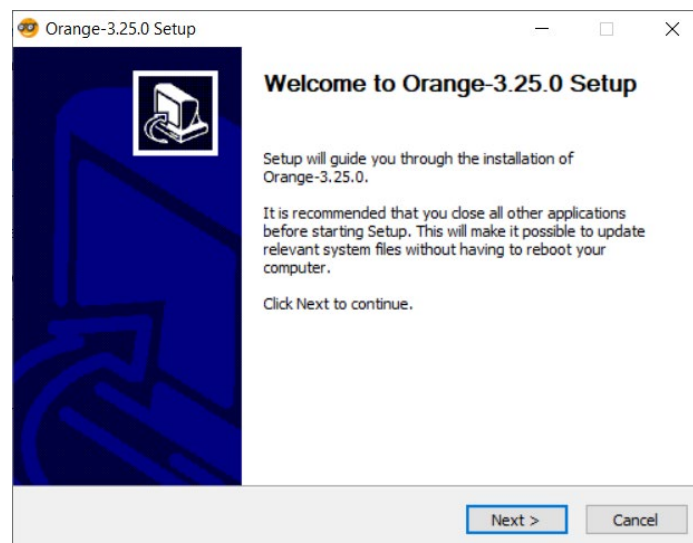 Orange-3.25.0 Setup
Welcome to Orange-3.25.0 Setup
Setup will guide you through the installation of
Orange-3.25.0.
It is recommended that you close all other applications
before starting Setup. This will make it possible to update
relevant system files without having to reboot your
computer.
Click Next to continue.
Next >
Cancel